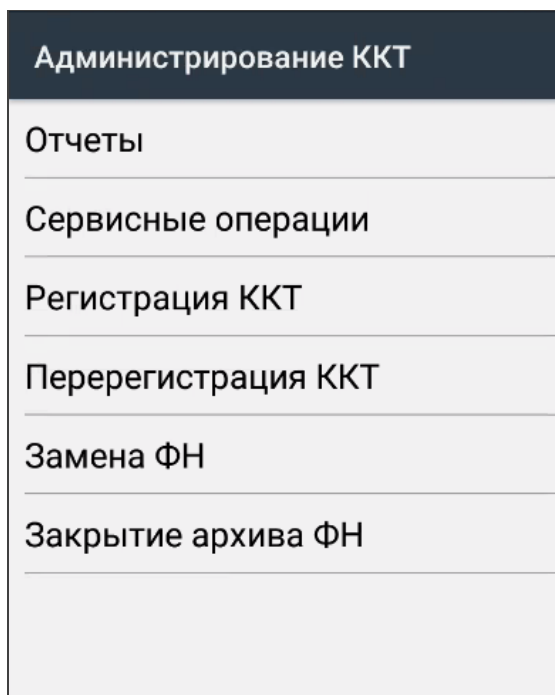 Администрирование ККТ
Отчеты
Сервисные операции
Регистрация ККТ
Перерегистрация ККТ
Замена ФН
Закрытие архива ФН